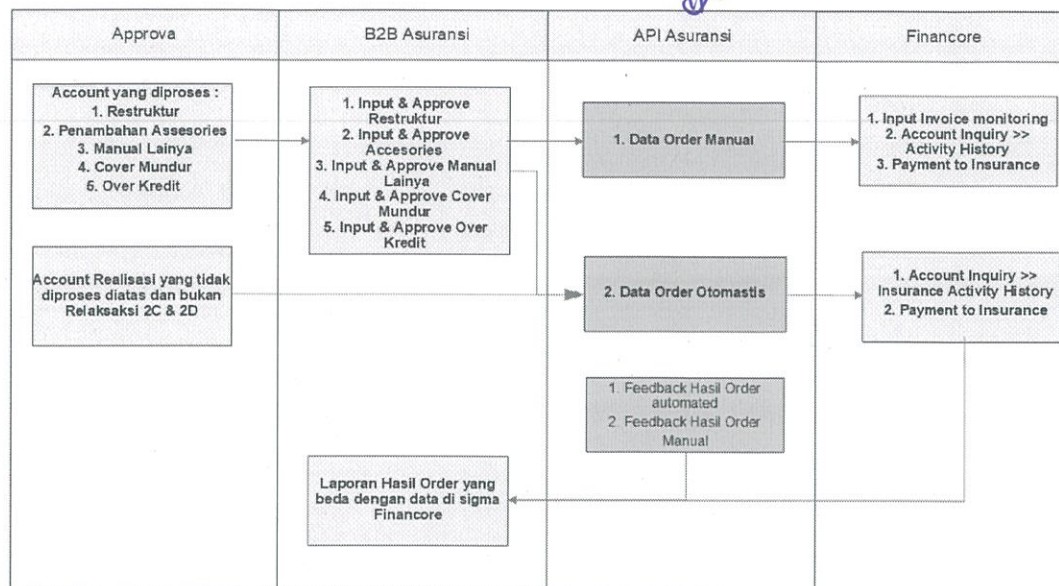 Approva
B2B Asuransi
API Asuransi
Financore
Account yang diproses :
1. Restruktur
2. Penambahan Assesories
3. Manual Lainya
4. Cover Mundur
5. Over Kredit
1. Input & Approve
Restruktur
2. Input & Approve
Accesories
3. Input & Approve Manual
Lainya
4. Input & Approve Cover
Mundur
5. Input & Approve Over
Kredit
1. Data Order Manual
1. Input Invoice monitoring
2. Account Inquiry >>
Activity History
3. Payment to Insurance
Account Realisasi yang tidak
diproses diatas dan bukan
Relaksaksi 2C & 2D
2. Data Order Otomastis
1. Account Inquiry >>
Insurance Activity History
2. Payment to Insurance
1. Feedback Hasil Order
automated
2. Feedback Hasil Order
Manual
Laporan Hasil Order yang
beda dengan data di sigma
Financore